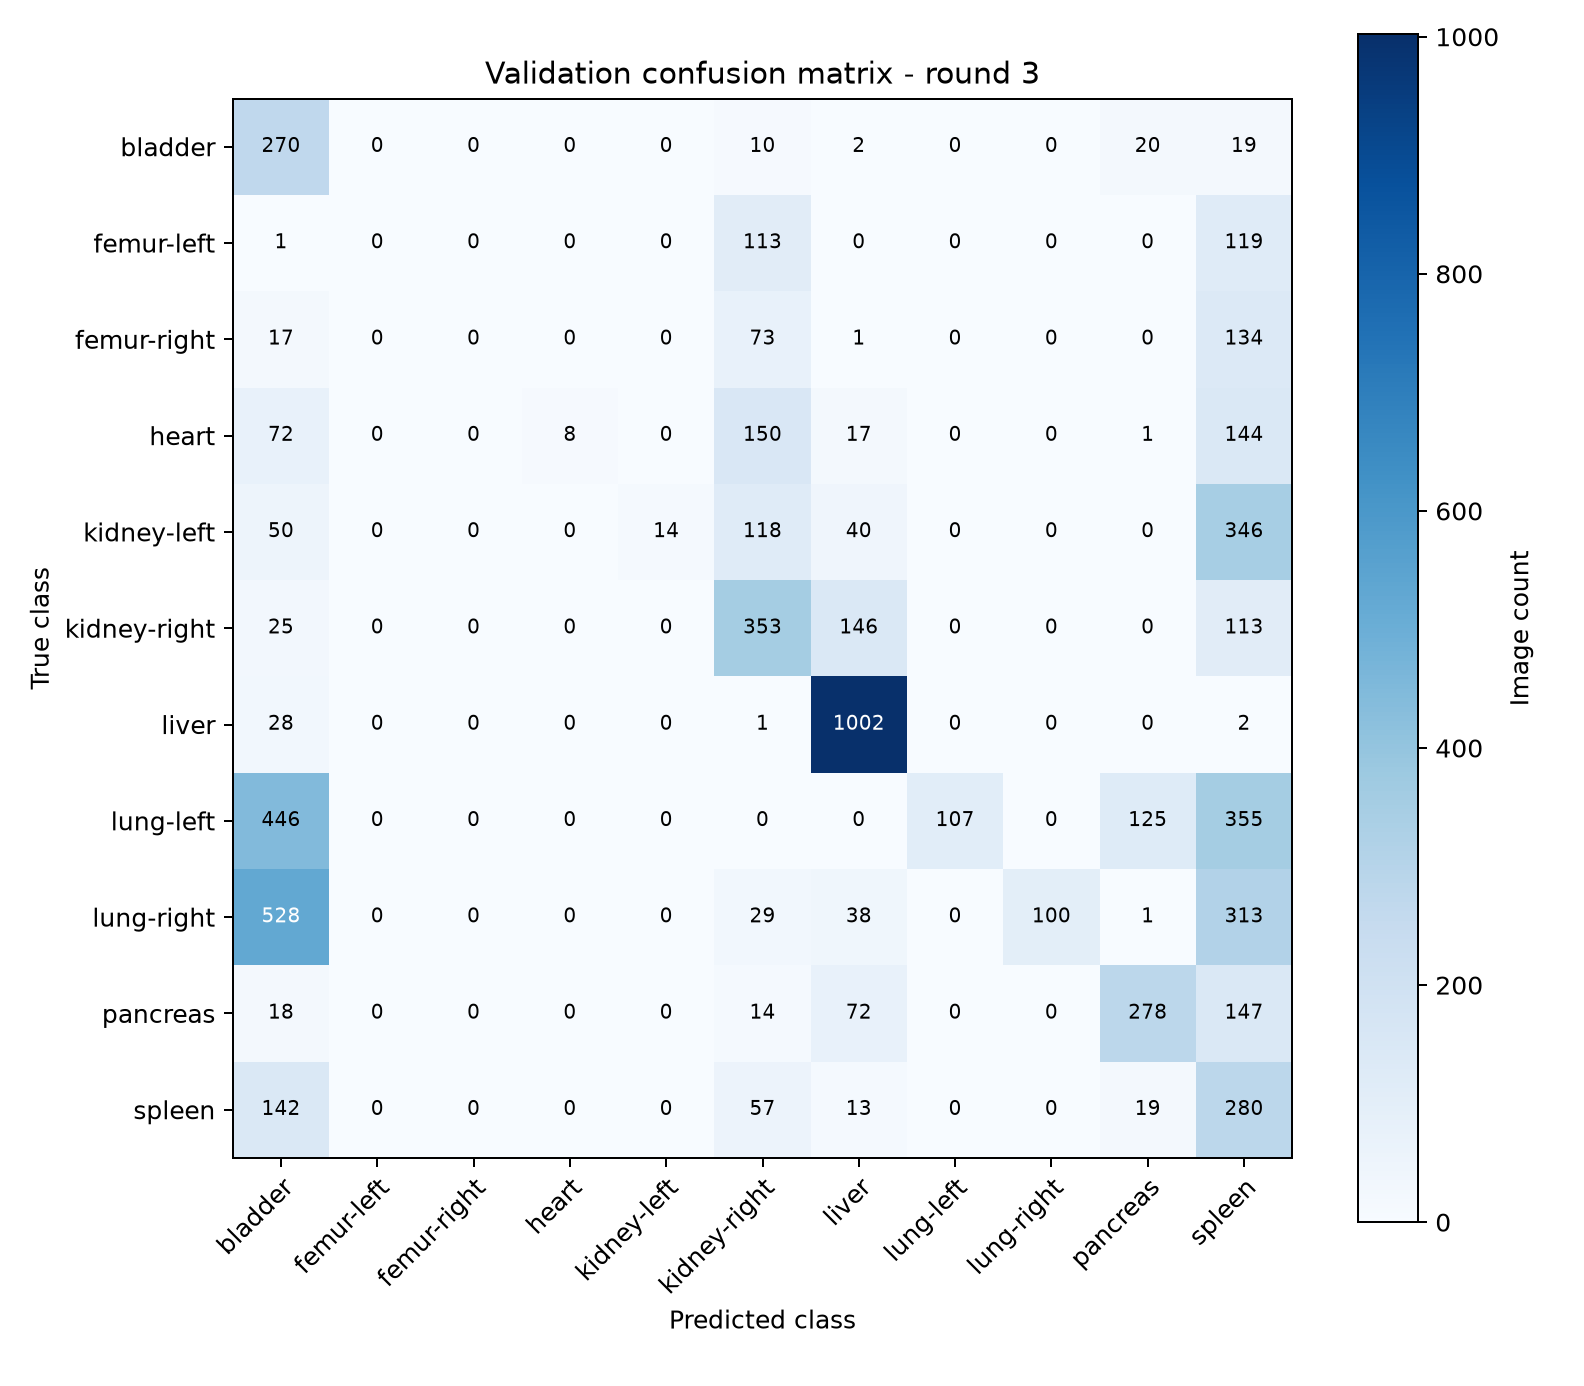 Validation confusion matrix - round 3
True class
bladder 270 0 0 0 0 10 2 0 0 20 19
femur-left 1 0 0 0 0 113 0 0 0 0 119
femur-right 17 0 0 0 0 73 1 0 0 0 134
heart 72 0 0 8 0 150 17 0 0 1 144
kidney-left 50 0 0 0 14 118 40 0 0 0 346
kidney-right 25 0 0 0 0 353 146 0 0 0 113
liver 28 0 0 0 0 1 1002 0 0 0 2
lung-left 446 0 0 0 0 0 0 107 0 125 355
lung-right 528 0 0 0 0 29 38 0 100 1 313
pancreas 18 0 0 0 0 14 72 0 0 278 147
spleen 142 0 0 0 0 57 13 0 0 19 280
bladder femur-left femur-right heart kidney-left kidney-right liver lung-left lung-right pancreas spleen
Predicted class
1000
800
600
400
200
0
Image count